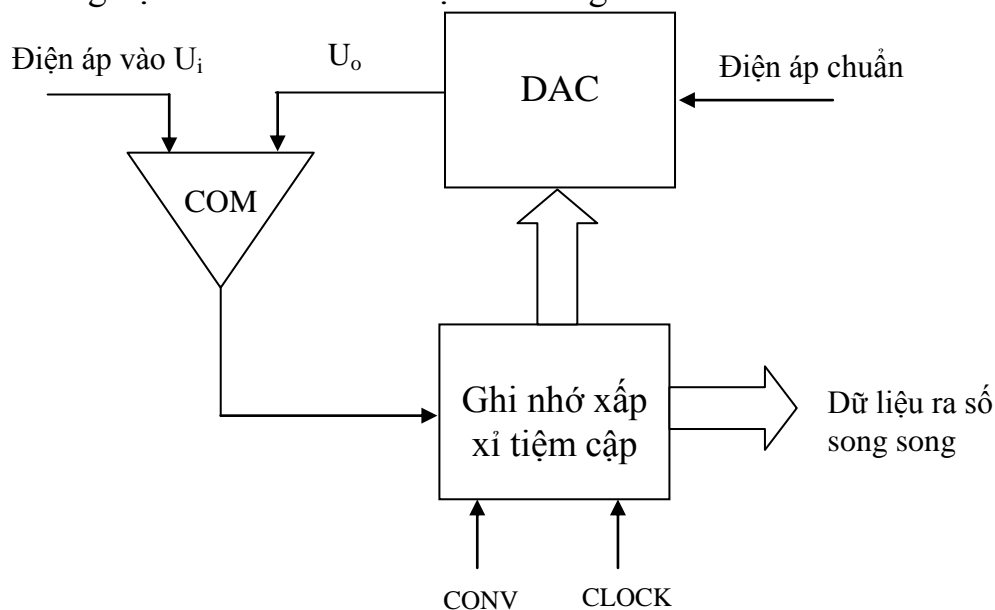 Điện áp vào Uᵢ
Uₒ
DAC
Điện áp chuẩn
COM
Ghi nhớ xấp
xỉ tiệm cập
Dữ liệu ra số
song song
CONV
CLOCK